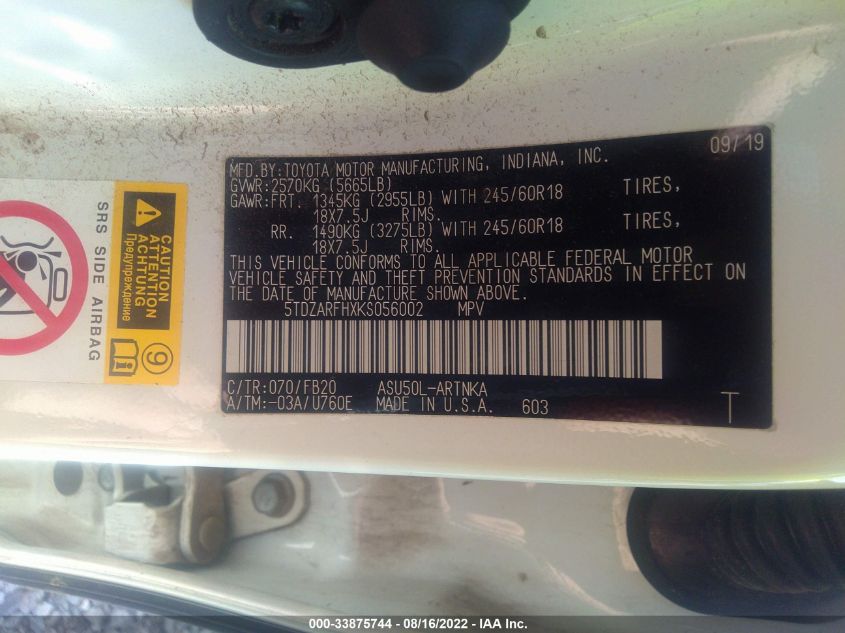 09/19
MFD.BY:TOYOTA MOTOR MANUFACTURING, INDIANA, INC.
GVWR:2570KG (5665LB)
GAWR:FRT. 1345KG (2955LB) WITH 245/60R18 TIRES,
18X7.5J RIMS.
RR. 1490KG (3275LB) WITH 245/60R18 TIRES,
18X7.5J RIMS.
THIS VEHICLE CONFORMS TO ALL APPLICABLE FEDERAL MOTOR
VEHICLE SAFETY AND THEFT PREVENTION STANDARDS IN EFFECT ON
THE DATE OF MANUFACTURE SHOWN ABOVE.
5TDZARFHXKS056002 MPV
C/TR:070/FB20 ASU50L-ARTNKA
A/TM:-03A/U760E MADE IN U.S.A. 603
T
SRS SIDE AIRBAG
CAUTION
ATTENTION
ACHTUNG
Предупреждение
9
000-33875744 - 08/16/2022 - IAA Inc.